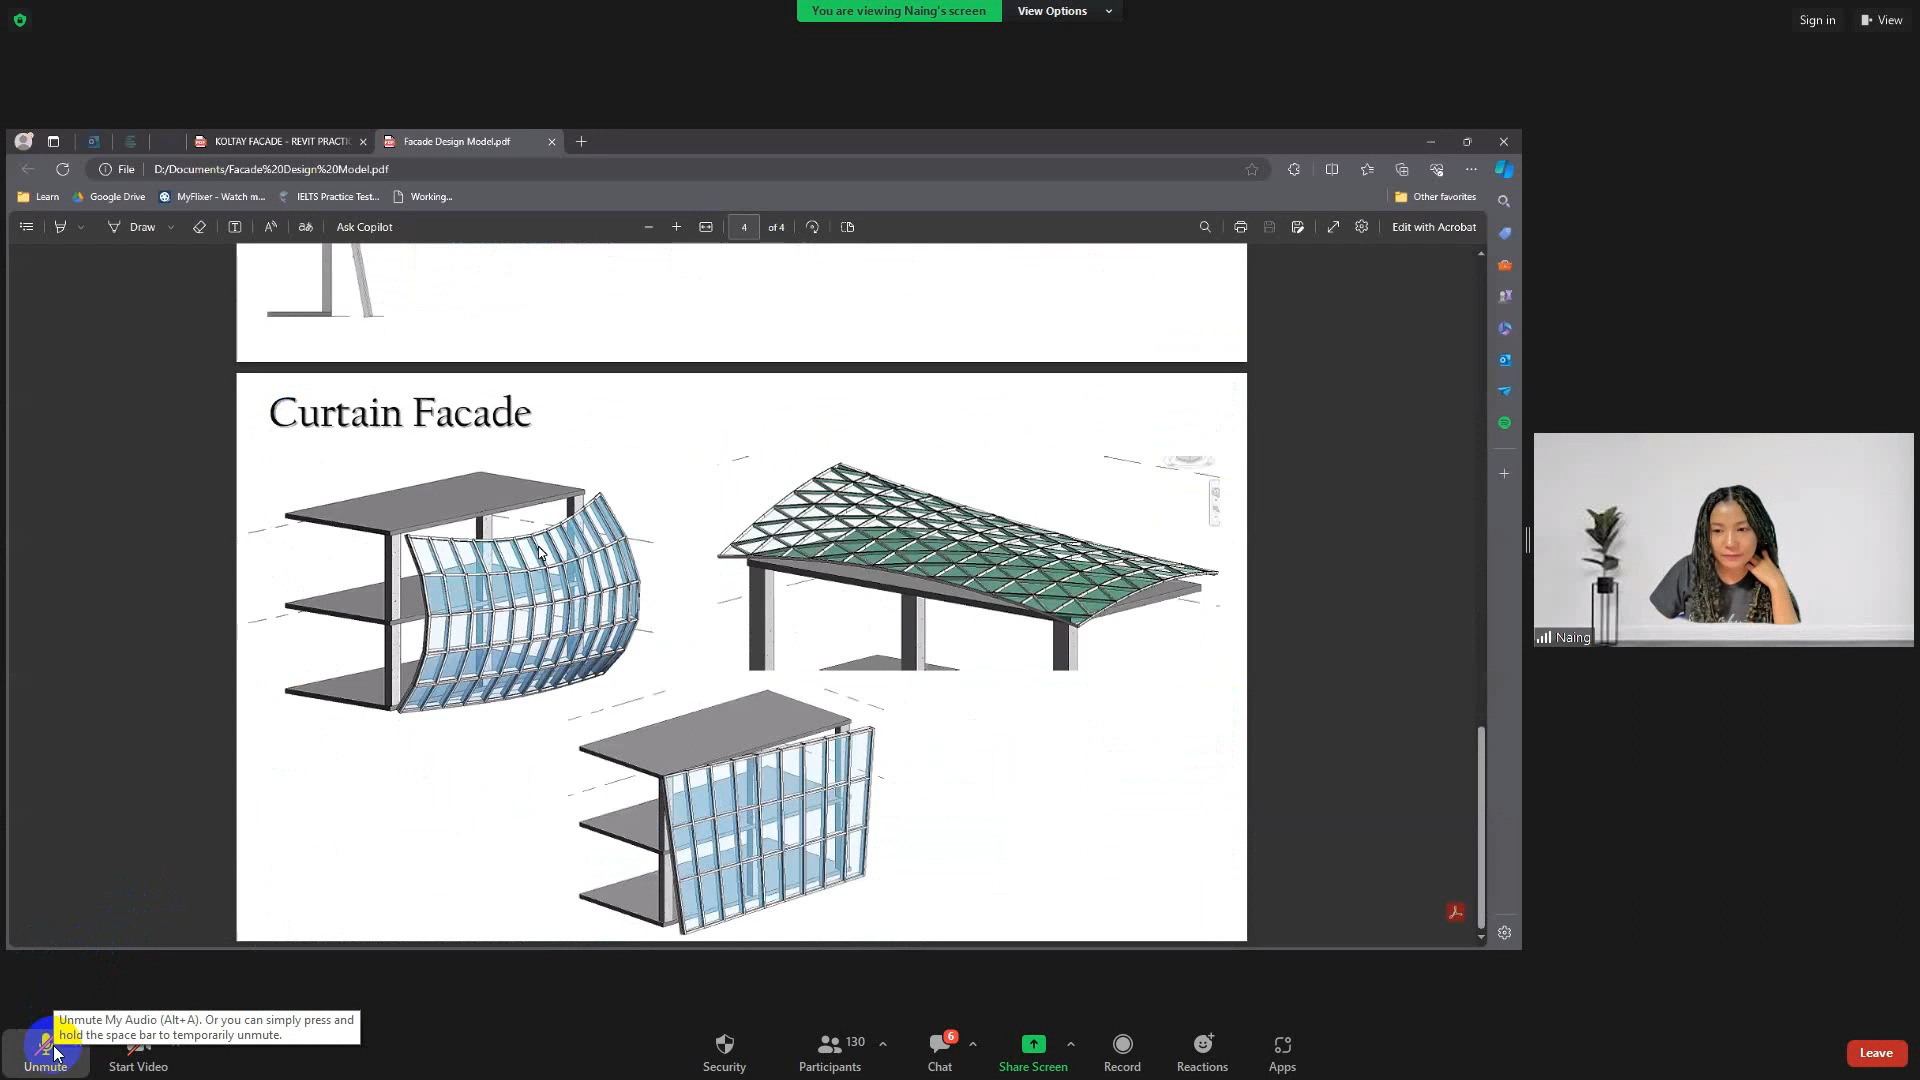 You are viewing Naing's screen
View Options
Sign in
View
KOLTAY FACADE - REVIT PRACTIC
Facade Design Model.pdf
File
D:/Documents/Facade%20Design%20Model.pdf
Learn
Google Drive
MyFlixer - Watch m...
IELTS Practice Test...
Working...
Other favorites
Draw
Ask Copilot
4
of 4
Edit with Acrobat
Curtain Facade
Naing
Unmute My Audio (Alt+A). Or you can simply press and
hold the space bar to temporarily unmute.
Unmute
Start Video
Security
Participants
130
Chat
6
Share Screen
Record
Reactions
Apps
Leave